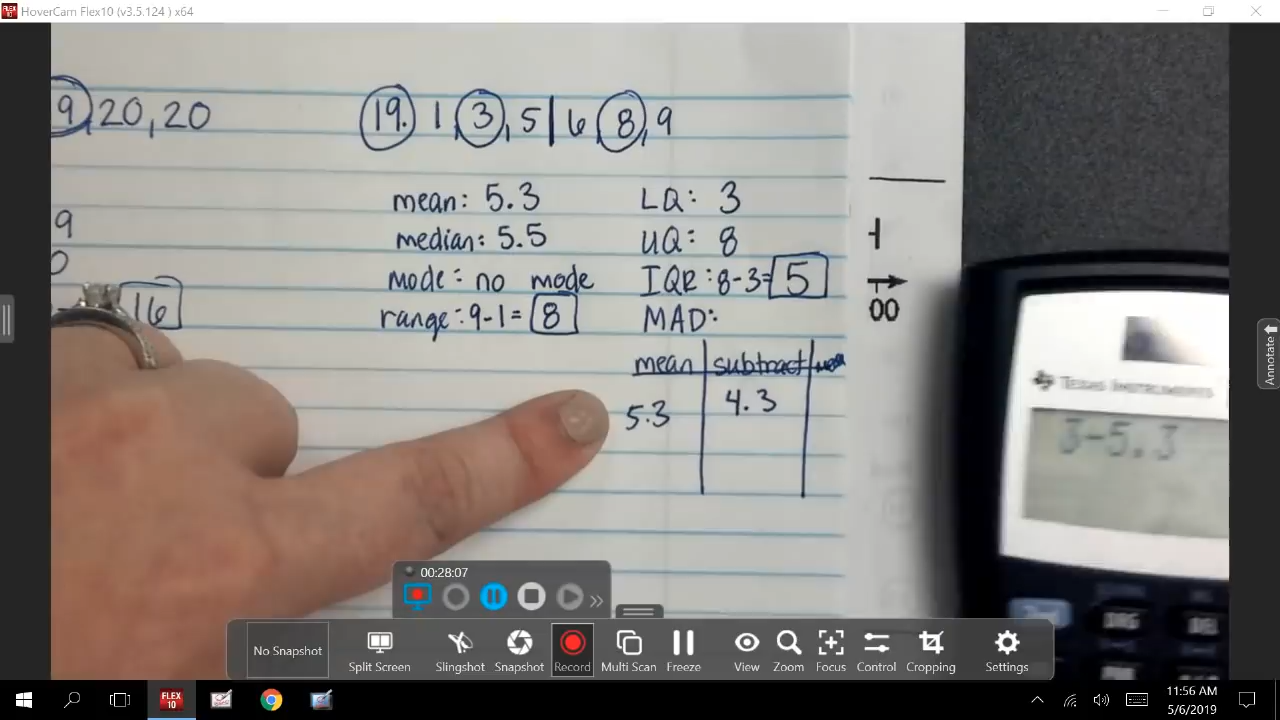 HoverCam Flex10 (v3.5.124 ) x64
9,20,20
19. 1,3,5|6,8,9
9
0
16
mean: 5.3
median: 5.5
mode: no mode
range: 9-1= 8
LQ: 3
UQ: 8
IQR: 8-3= 5
MAD:
mean subtract
5.3 4.3
00
TEXAS INSTRUMENTS
3-5.3
Annotate
00:28:07
No Snapshot
Split Screen
Slingshot
Snapshot
Record
Multi Scan
Freeze
View
Zoom
Focus
Control
Cropping
Settings
FLEX
10
11:56 AM
5/6/2019